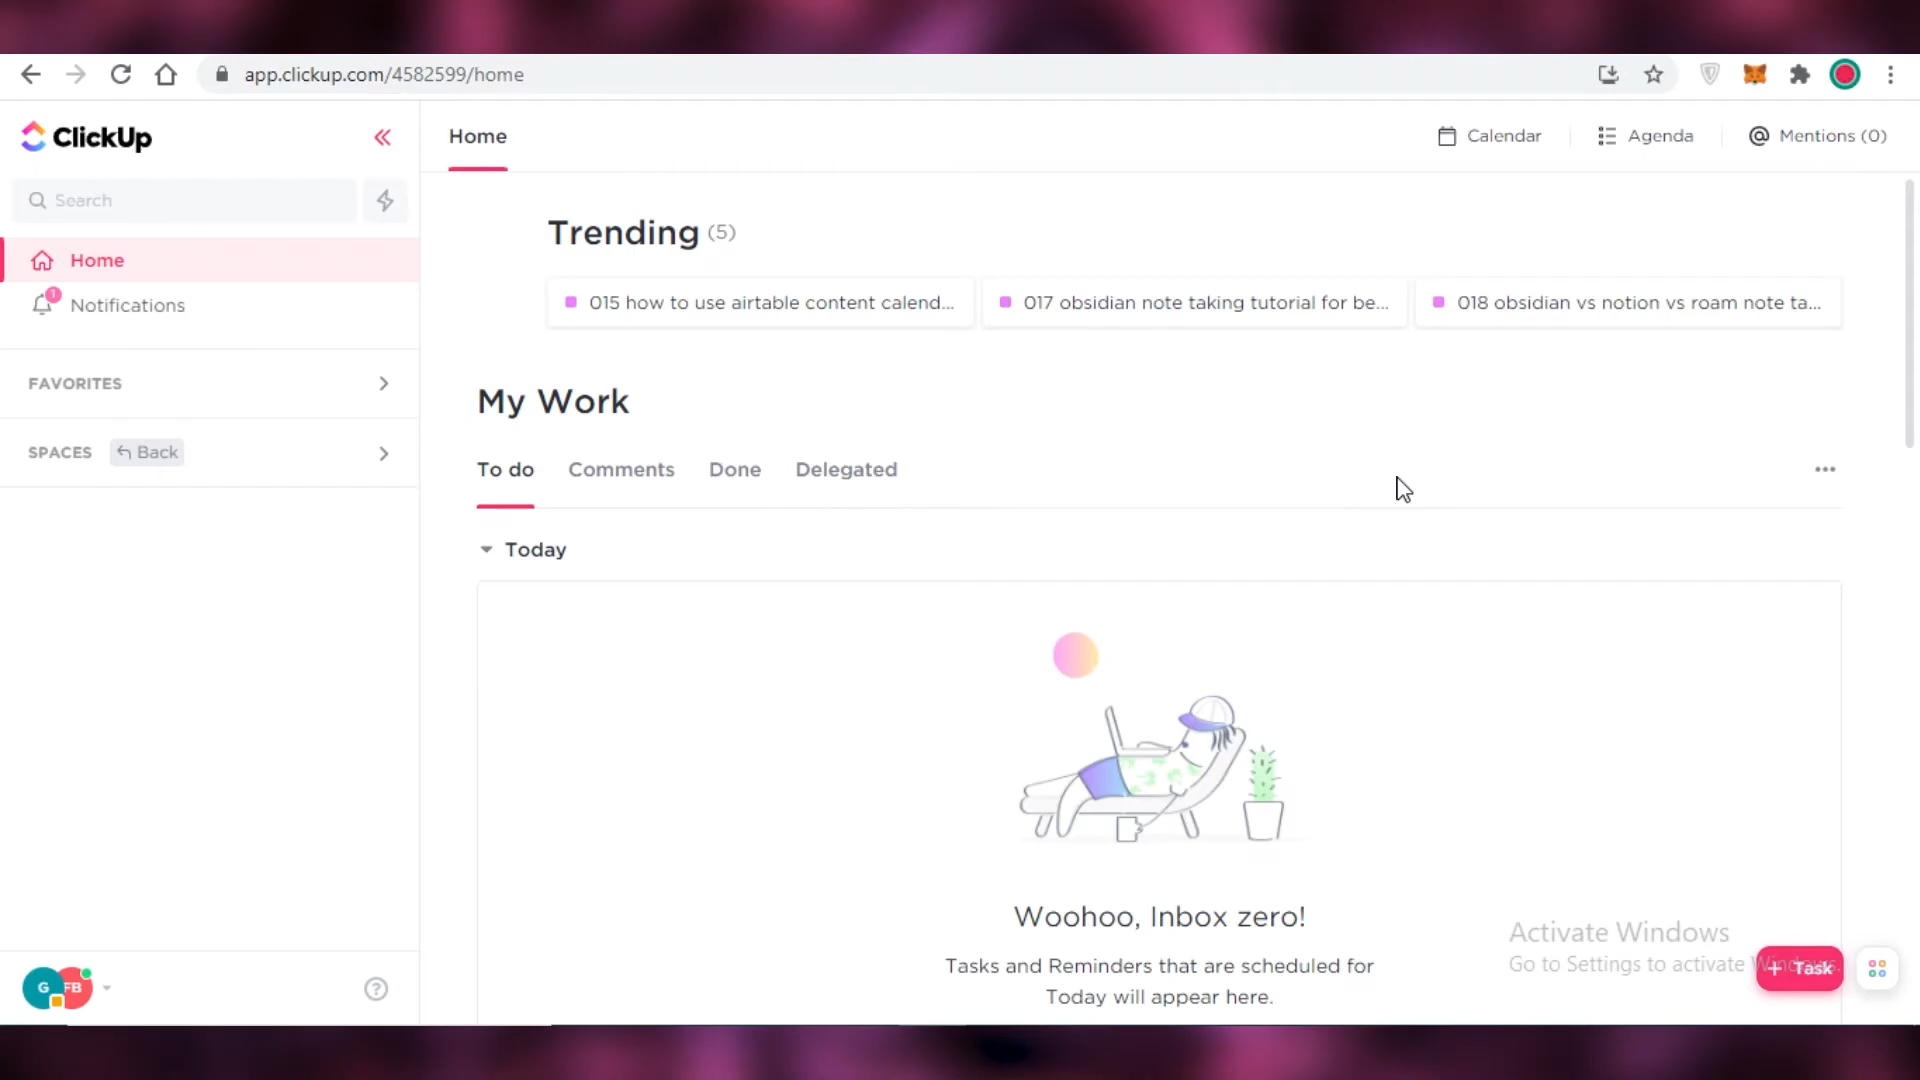 app.clickup.com/4582599/home
ClickUp
Home
Calendar
Agenda
Mentions (0)
Search
Home
1
Notifications
FAVORITES
SPACES
Back
Trending (5)
015 how to use airtable content calend...
017 obsidian note taking tutorial for be...
018 obsidian vs notion vs roam note ta...
My Work
To do
Comments
Done
Delegated
Today
Woohoo, Inbox zero!
Tasks and Reminders that are scheduled for
Today will appear here.
Activate Windows
Go to Settings to activate Windows.
+ Task
G
FB